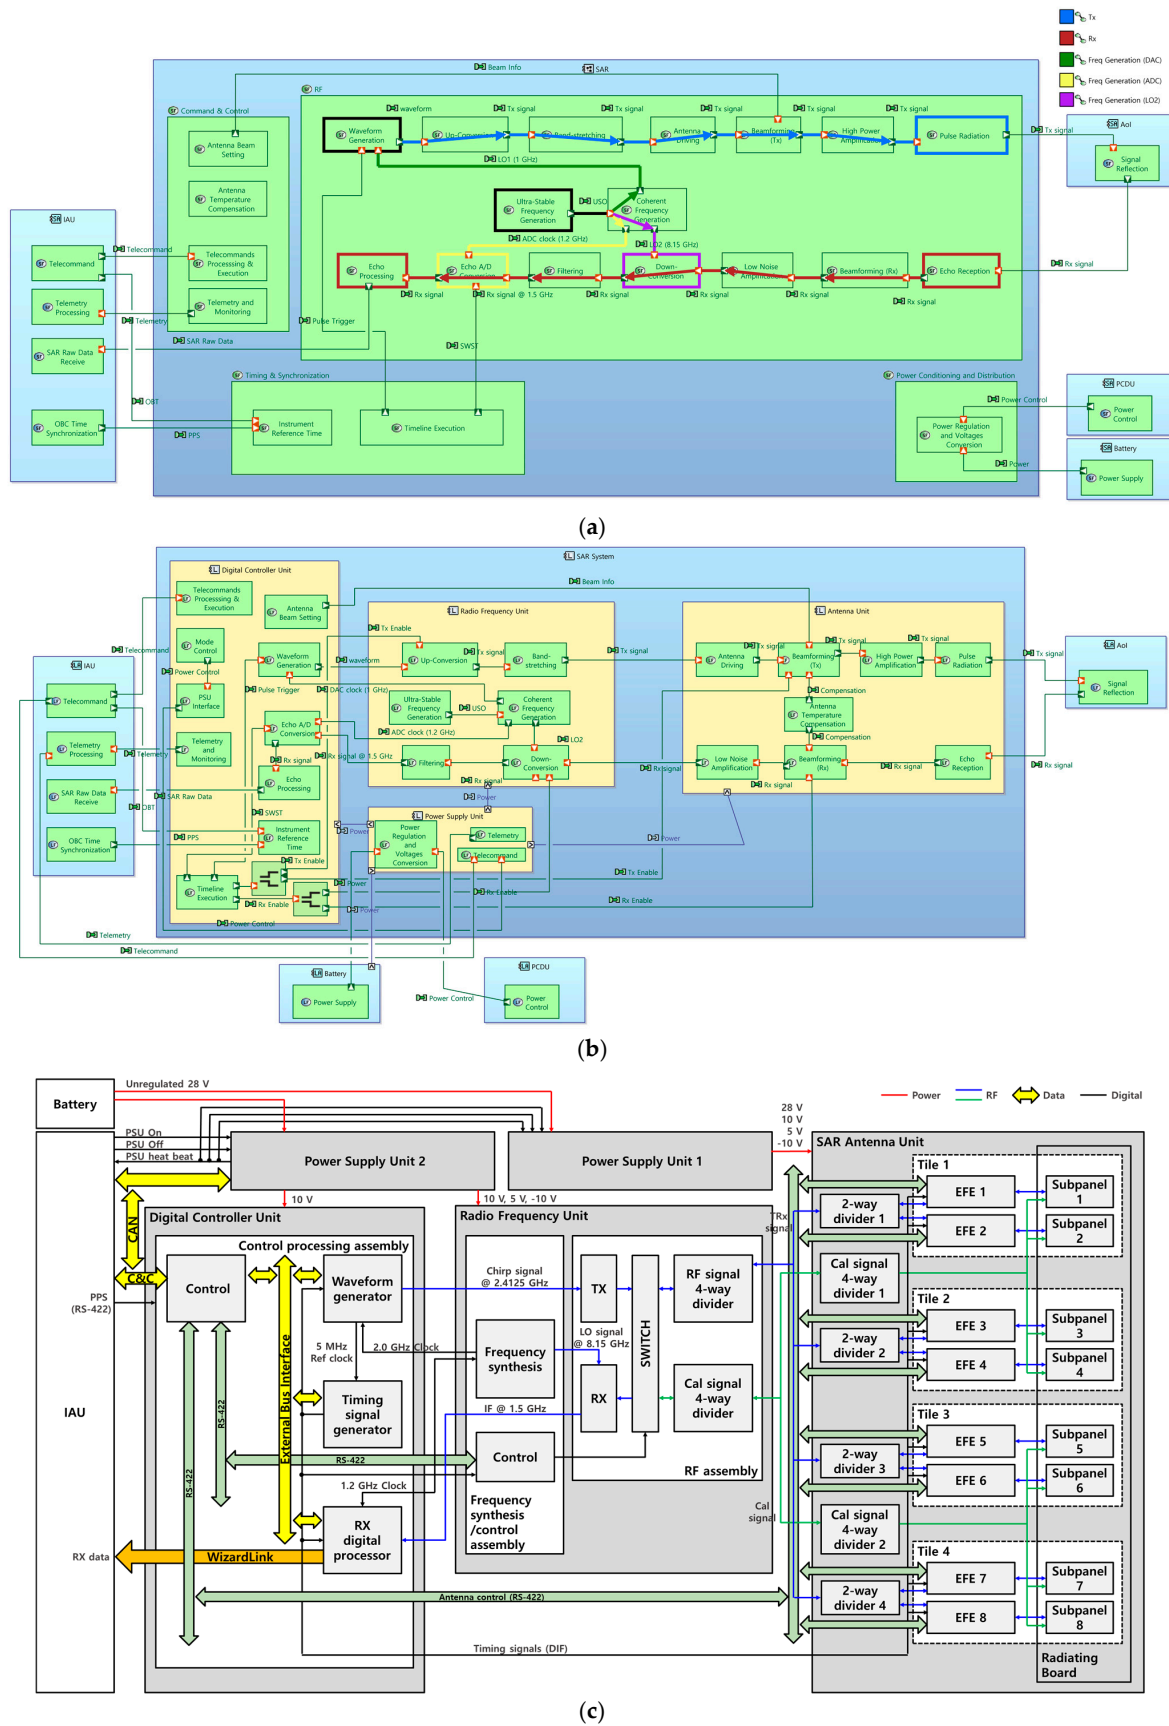 Tx
Rx
Freq Generation (DAC)
Freq Generation (ADC)
Freq Generation (LO2)
SAR
Beam Info
RF
Command & Control
Antenna Beam
Setting
Antenna
Temperature
Compensation
Telecommands
Processsing &
Execution
Telemetry and
Monitoring
waveform
Tx signal
Tx signal
Tx signal
Tx signal
Tx signal
Waveform
Generation
Up-Conversion
Band-stretching
Antenna
Driving
Beamforming
(Tx)
High Power
Amplification
Pulse Radiation
Tx signal
AoI
Signal
Reflection
LO1 (1 GHz)
Ultra-Stable
Frequency
Generation
USO
Coherent
Frequency
Generation
ADC clock (1.2 GHz)
LO2 (8.15 GHz)
Echo
Processing
Echo A/D
Conversion
Filtering
Down-
Conversion
Low Noise
Amplification
Beamforming (Rx)
Echo Reception
Rx signal
Rx signal
Rx signal @ 1.5 GHz
Rx signal
Rx signal
Rx signal
Pulse Trigger
SWST
IAU
Telecommand
Telemetry
Processing
SAR Raw Data
Receive
OBC Time
Synchronization
Telecommand
Telemetry
SAR Raw Data
OBT
PPS
Timing & Synchronization
Instrument
Reference Time
Timeline Execution
Power Conditioning and Distribution
Power Regulation
and Voltages
Conversion
Power Control
Power
PCDU
Power
Control
Battery
Power Supply
(a)
SAR System
Digital Controller Unit
Telecommands
Processsing &
Execution
Antenna
Beam Setting
Mode
Control
Power Control
Waveform
Generation
PSU
Interface
Pulse Trigger
Echo A/D
Conversion
Telemetry
and
Monitoring
Rx signal
Echo
Processing
SWST
Instrument
Reference
Time
Tx Enable
Timeline
Execution
Rx Enable
Power Control
Beam Info
Radio Frequency Unit
Tx Enable
waveform
Up-Conversion
Tx signal
Band-
stretching
Tx signal
DAC clock (1 GHz)
Ultra-Stable
Frequency
Generation
USO
Coherent
Frequency
Generation
ADC clock (1.2 GHz)
LO2
Rx signal @ 1.5 GHz
Filtering
Rx signal
Down-
Conversion
Rx signal
Power
Power Supply Unit
Power
Power
Regulation
and
Voltages
Conversion
Telemetry
Telecommand
Power
Power
Rx Enable
Tx Enable
Rx Enable
Power
Power
Antenna Unit
Tx signal
Tx signal
Tx signal
Antenna
Driving
Beamforming
(Tx)
High Power
Amplification
Pulse
Radiation
Compensation
Antenna
Temperature
Compensation
Compensation
Low Noise
Amplification
Rx signal
Beamforming
(Rx)
Rx signal
Echo
Reception
Tx signal
Rx signal
AoI
Signal
Reflection
IAU
Telecommand
Telemetry
Processing
SAR Raw Data
Receive
OBC Time
Synchronization
Telecommand
Telemetry
SAR Raw Data
OBT
PPS
Telemetry
Telecommand
Battery
Power Supply
Power Control
PCDU
Power
Control
(b)
Battery
Unregulated 28 V
Power
RF
Data
Digital
28 V
10 V
5 V
-10 V
IAU
PSU On
PSU Off
PSU heat beat
Power Supply Unit 2
Power Supply Unit 1
10 V
10 V, 5 V, -10 V
CAN
C&C
PPS
(RS-422)
RX data
Digital Controller Unit
Control processing assembly
Control
Waveform
generator
5 MHz
Ref clock
2.0 GHz Clock
Timing
signal
generator
External Bus Interface
RS-422
RS-422
RS-422
1.2 GHz Clock
RX
digital
processor
WizardLink
Radio Frequency Unit
Chirp signal
@ 2.4125 GHz
LO signal
@ 8.15 GHz
IF @ 1.5 GHz
Frequency
synthesis
Control
Frequency
synthesis
/control
assembly
TX
RX
SWITCH
RF signal
4-way
divider
Cal signal
4-way
divider
RF assembly
Antenna control (RS-422)
Timing signals (DIF)
TRx
signal
Cal
signal
SAR Antenna Unit
2-way
divider 1
Cal signal
4-way
divider 1
2-way
divider 2
2-way
divider 3
Cal signal
4-way
divider 2
2-way
divider 4
Tile 1
EFE 1
EFE 2
Subpanel
1
Subpanel
2
Tile 2
EFE 3
EFE 4
Subpanel
3
Subpanel
4
Tile 3
EFE 5
EFE 6
Subpanel
5
Subpanel
6
Tile 4
EFE 7
EFE 8
Subpanel
7
Subpanel
8
Radiating
Board
(c)